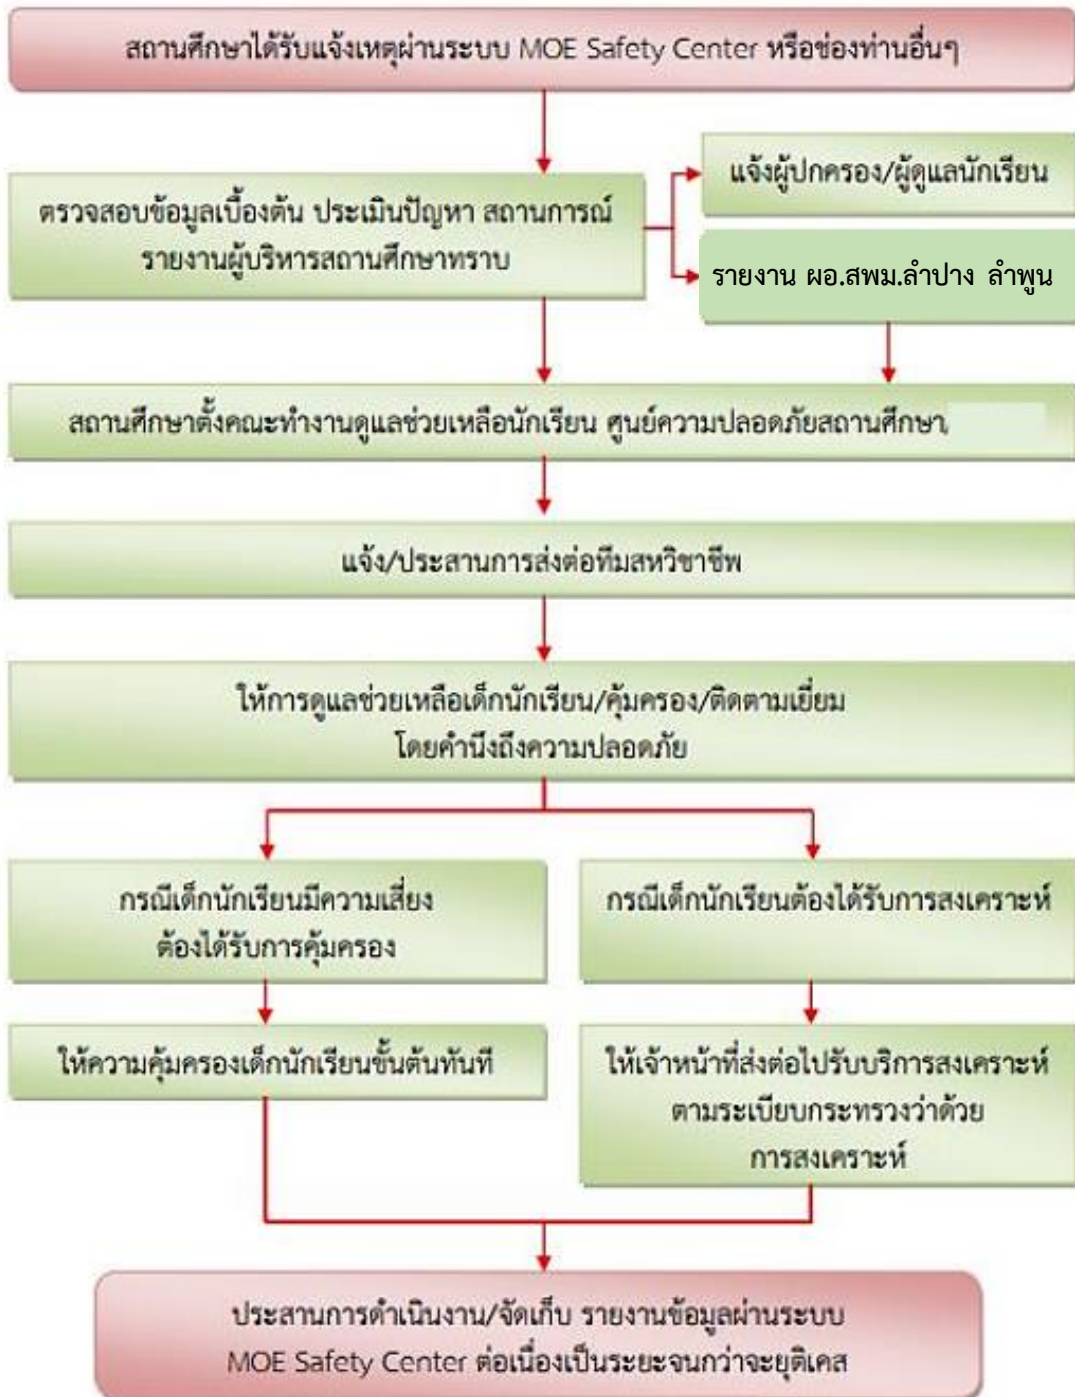 สถานศึกษาได้รับแจ้งเหตุผ่านระบบ MOE Safety Center หรือช่องท่านอื่นๆ
แจ้งผู้ปกครอง/ผู้ดูแลนักเรียน
ตรวจสอบข้อมูลเบื้องต้น ประเมินปัญหา สถานการณ์
รายงานผู้บริหารสถานศึกษาทราบ
รายงาน ผอ.สพม.ลำปาง ลำพูน
สถานศึกษาตั้งคณะทำงานดูแลช่วยเหลือนักเรียน ศูนย์ความปลอดภัยสถานศึกษา
แจ้ง/ประสานการส่งต่อทีมสหวิชาชีพ
ให้การดูแลช่วยเหลือเด็กนักเรียน/คุ้มครอง/ติดตามเยี่ยม
โดยคำนึงถึงความปลอดภัย
กรณีเด็กนักเรียนมีความเสี่ยง
ต้องได้รับการคุ้มครอง
กรณีเด็กนักเรียนต้องได้รับการสงเคราะห์
ให้ความคุ้มครองเด็กนักเรียนขั้นต้นทันที
ให้เจ้าหน้าที่ส่งต่อไปรับบริการสงเคราะห์
ตามระเบียบกระทรวงว่าด้วย
การสงเคราะห์
ประสานการดำเนินงาน/จัดเก็บ รายงานข้อมูลผ่านระบบ
MOE Safety Center ต่อเนื่องเป็นระยะจนกว่าจะยุติเคส